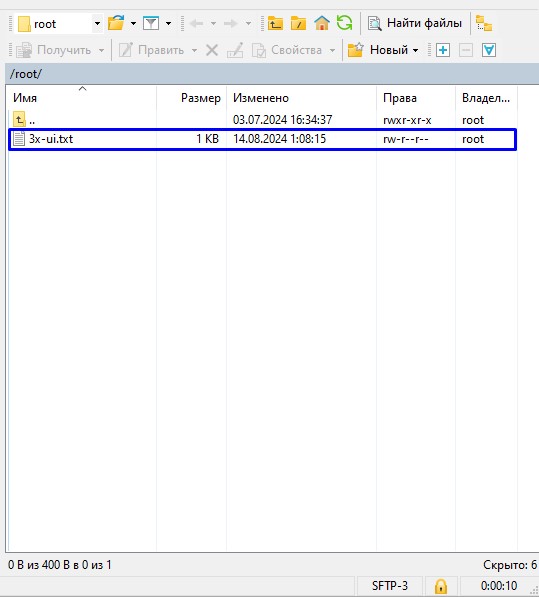 root
Найти файлы
Получить
Править
Свойства
Новый
/root/
Имя Размер Изменено Права Владел...
.. 03.07.2024 16:34:37 rwxr-xr-x root
3x-ui.txt 1 KB 14.08.2024 1:08:15 rw-r--r-- root
0 B из 400 B в 0 из 1 Скрыто: 6
SFTP-3 0:00:10